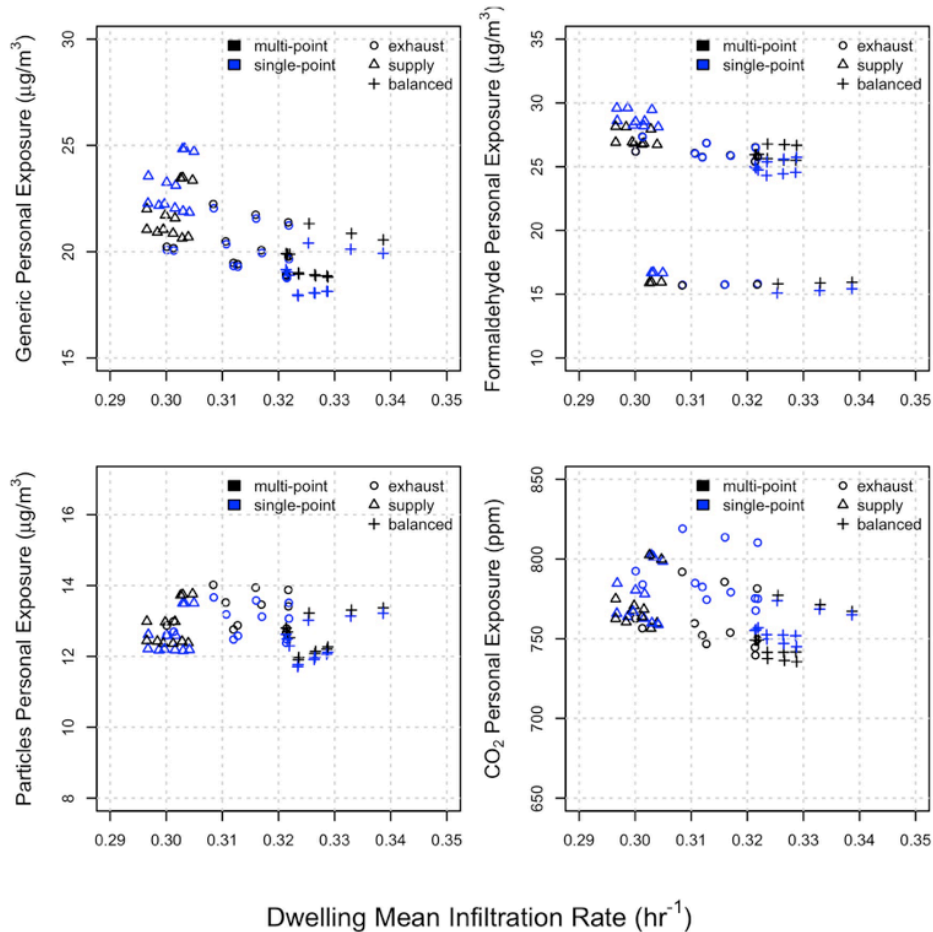 Generic Personal Exposure (μg/m³)
30
25
20
15
multi-point
single-point
exhaust
supply
balanced
0.29 0.30 0.31 0.32 0.33 0.34 0.35
Formaldehyde Personal Exposure (μg/m³)
35
30
25
20
15
10
multi-point
single-point
exhaust
supply
balanced
0.29 0.30 0.31 0.32 0.33 0.34 0.35
Particles Personal Exposure (μg/m³)
16
14
12
10
8
multi-point
single-point
exhaust
supply
balanced
0.29 0.30 0.31 0.32 0.33 0.34 0.35
CO₂ Personal Exposure (ppm)
850
800
750
700
650
multi-point
single-point
exhaust
supply
balanced
0.29 0.30 0.31 0.32 0.33 0.34 0.35
Dwelling Mean Infiltration Rate (hr⁻¹)